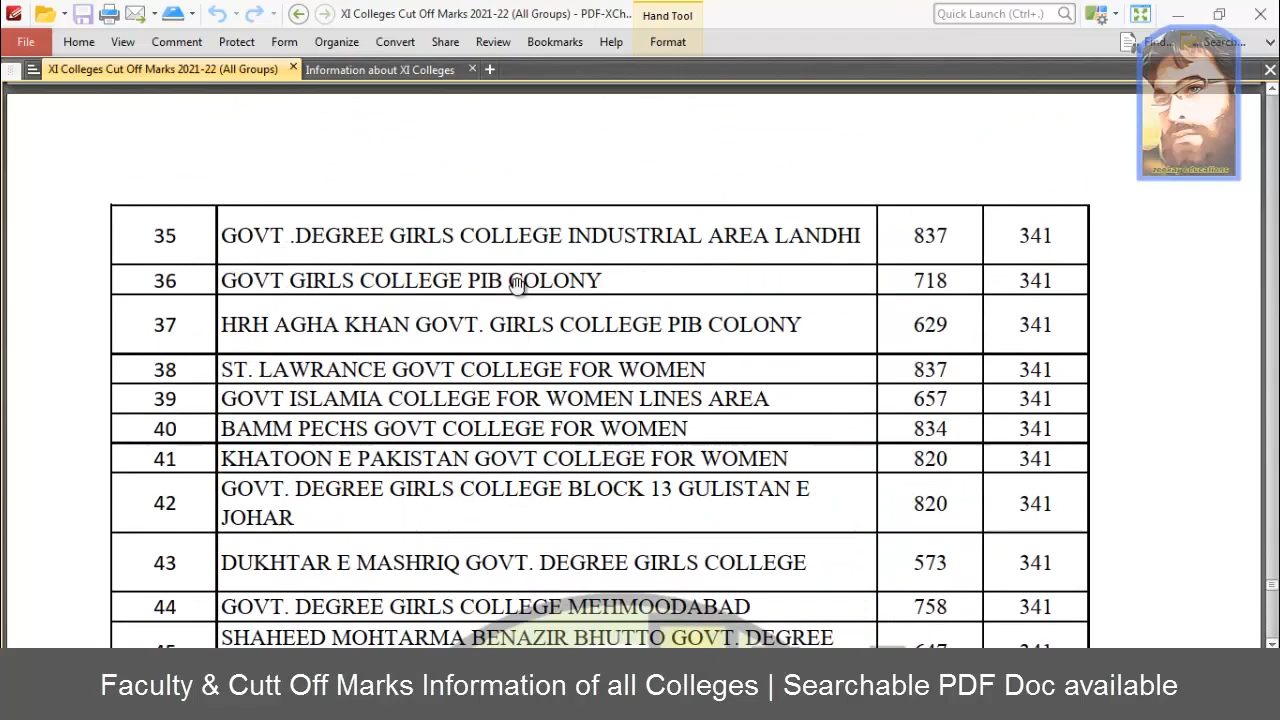 XI Colleges Cut Off Marks 2021-22 (All Groups) - PDF-XCh...
Hand Tool
Quick Launch (Ctrl+.)
File Home View Comment Protect Form Organize Convert Share Review Bookmarks Help Format
Find... Search...
XI Colleges Cut Off Marks 2021-22 (All Groups) Information about XI Colleges
zeehay educations
35 GOVT .DEGREE GIRLS COLLEGE INDUSTRIAL AREA LANDHI 837 341
36 GOVT GIRLS COLLEGE PIB COLONY 718 341
37 HRH AGHA KHAN GOVT. GIRLS COLLEGE PIB COLONY 629 341
38 ST. LAWRANCE GOVT COLLEGE FOR WOMEN 837 341
39 GOVT ISLAMIA COLLEGE FOR WOMEN LINES AREA 657 341
40 BAMM PECHS GOVT COLLEGE FOR WOMEN 834 341
41 KHATOON E PAKISTAN GOVT COLLEGE FOR WOMEN 820 341
42 GOVT. DEGREE GIRLS COLLEGE BLOCK 13 GULISTAN E
JOHAR 820 341
43 DUKHTAR E MASHRIQ GOVT. DEGREE GIRLS COLLEGE 573 341
44 GOVT. DEGREE GIRLS COLLEGE MEHMOODABAD 758 341
45 SHAHEED MOHTARMA BENAZIR BHUTTO GOVT. DEGREE 647 341
Faculty & Cutt Off Marks Information of all Colleges | Searchable PDF Doc available